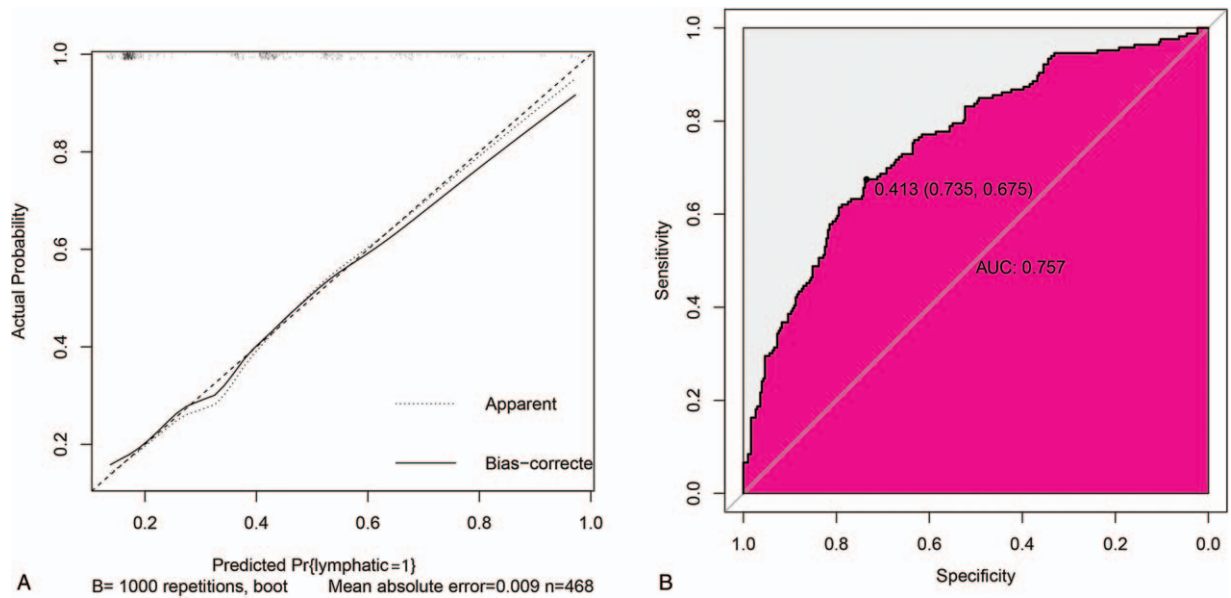 1.0
0.8
0.6
0.4
0.2
Actual Probability
Apparent
Bias-correcte
0.2 0.4 0.6 0.8 1.0
Predicted Pr{lymphatic=1}
B= 1000 repetitions, boot Mean absolute error=0.009 n=468
A
1.0
0.8
0.6
0.4
0.2
0.0
Sensitivity
0.413 (0.735, 0.675)
AUC: 0.757
1.0 0.8 0.6 0.4 0.2 0.0
Specificity
B